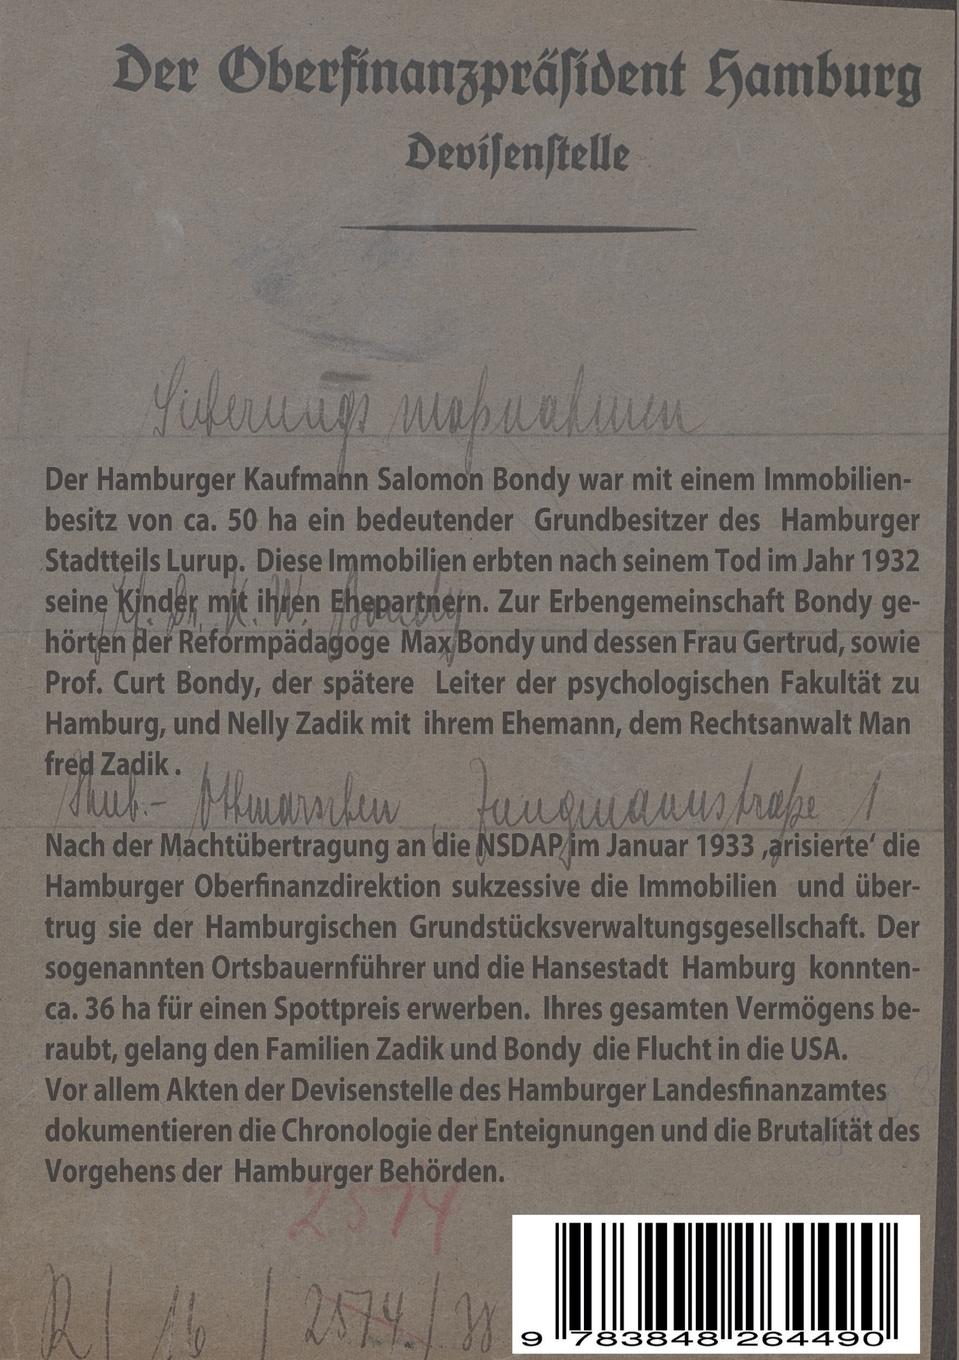 Der Oberfinanzpräsident Hamburg
Devisenstelle
Sicherungsmaßnahmen
Der Hamburger Kaufmann Salomon Bondy war mit einem Immobilien-
besitz von ca. 50 ha ein bedeutender Grundbesitzer des Hamburger
Stadtteils Lurup. Diese Immobilien erbten nach seinem Tod im Jahr 1932
seine Kinder mit ihren Ehepartnern. Zur Erbengemeinschaft Bondy ge-
hörten der Reformpädagoge Max Bondy und dessen Frau Gertrud, sowie
Prof. Curt Bondy, der spätere Leiter der psychologischen Fakultät zu
Hamburg, und Nelly Zadik mit ihrem Ehemann, dem Rechtsanwalt Man
fred Zadik .
Othmarschen, Jungmannstraße 1
Nach der Machtübertragung an die NSDAP im Januar 1933 ‚arisierte‘ die
Hamburger Oberfinanzdirektion sukzessive die Immobilien und über-
trug sie der Hamburgischen Grundstücksverwaltungsgesellschaft. Der
sogenannten Ortsbauernführer und die Hansestadt Hamburg konnten-
ca. 36 ha für einen Spottpreis erwerben. Ihres gesamten Vermögens be-
raubt, gelang den Familien Zadik und Bondy die Flucht in die USA.
Vor allem Akten der Devisenstelle des Hamburger Landesfinanzamtes
dokumentieren die Chronologie der Enteignungen und die Brutalität des
Vorgehens der Hamburger Behörden.
2574
R / 16 / 2574 / 38
9 783848 264490